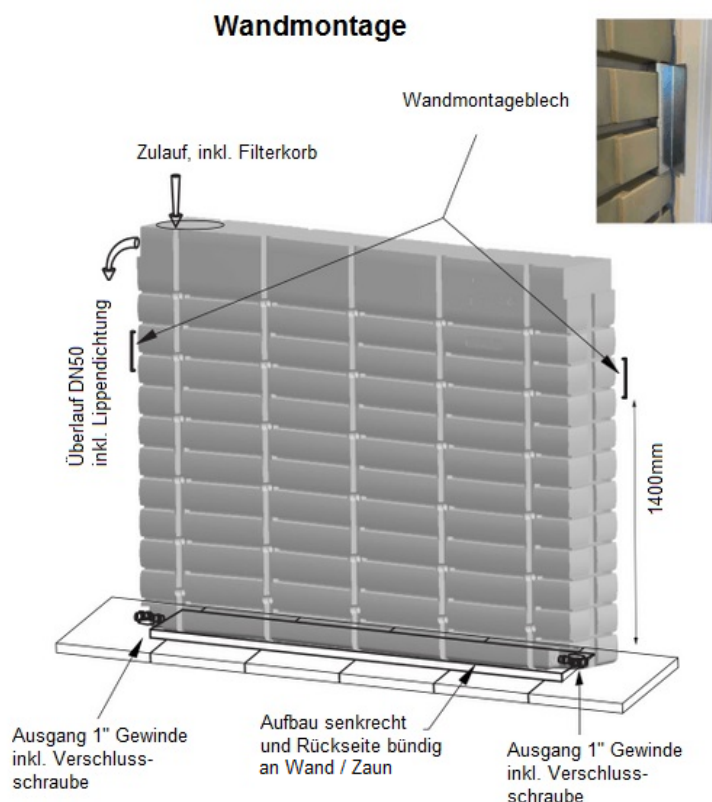 Wandmontage
Wandmontageblech
Zulauf, inkl. Filterkorb
Überlauf DN50
inkl. Lippendichtung
1400mm
Ausgang 1" Gewinde
inkl. Verschluss-
schraube
Aufbau senkrecht
und Rückseite bündig
an Wand / Zaun
Ausgang 1" Gewinde
inkl. Verschluss-
schraube